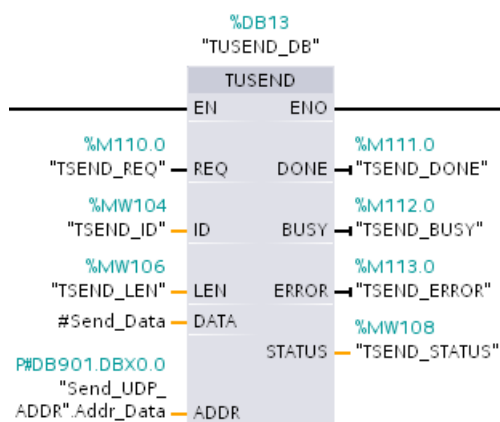 %DB13
"TUSEND_DB"
TUSEND
EN ENO
%M110.0 %M111.0
"TSEND_REQ" REQ DONE "TSEND_DONE"
%MW104 %M112.0
"TSEND_ID" ID BUSY "TSEND_BUSY"
%MW106 %M113.0
"TSEND_LEN" LEN ERROR "TSEND_ERROR"
#Send_Data DATA %MW108
STATUS "TSEND_STATUS"
P#DB901.DBX0.0
"Send_UDP_
ADDR".Addr_Data ADDR